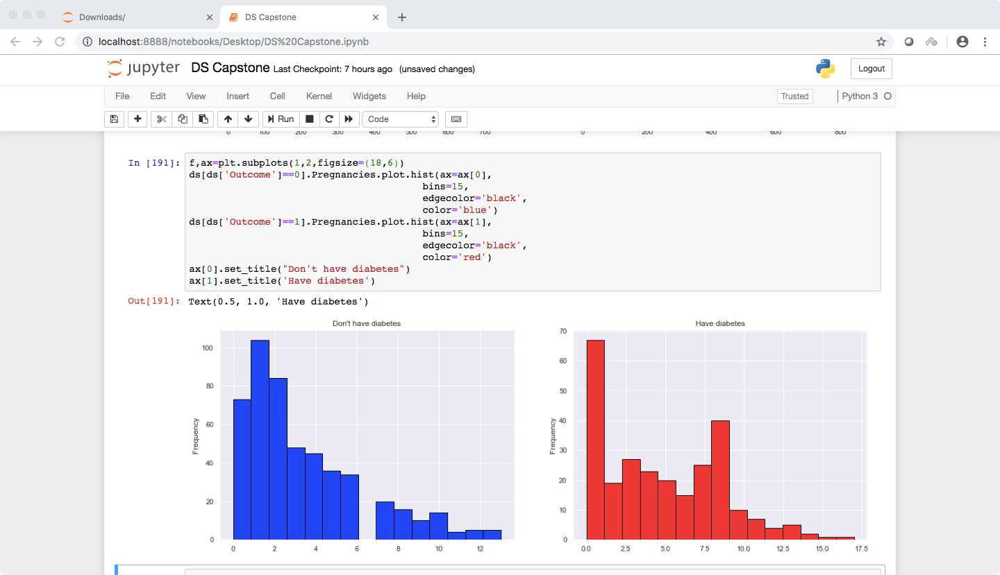 Downloads/
DS Capstone
localhost:8888/notebooks/Desktop/DS%20Capstone.ipynb
jupyter DS Capstone Last Checkpoint: 7 hours ago (unsaved changes)
Logout
File Edit View Insert Cell Kernel Widgets Help
Trusted
Python 3
Run
Code
0 100 200 300 400 500 600 700
0 200 400 600 800
In [191]:
f,ax=plt.subplots(1,2,figsize=(18,6))
ds[ds['Outcome']==0].Pregnancies.plot.hist(ax=ax[0],
bins=15,
edgecolor='black',
color='blue')
ds[ds['Outcome']==1].Pregnancies.plot.hist(ax=ax[1],
bins=15,
edgecolor='black',
color='red')
ax[0].set_title("Don't have diabetes")
ax[1].set_title('Have diabetes')
Out[191]: Text(0.5, 1.0, 'Have diabetes')
Don't have diabetes
Frequency
100
80
60
40
20
0
0 2 4 6 8 10 12
Have diabetes
Frequency
70
60
50
40
30
20
10
0
0.0 2.5 5.0 7.5 10.0 12.5 15.0 17.5